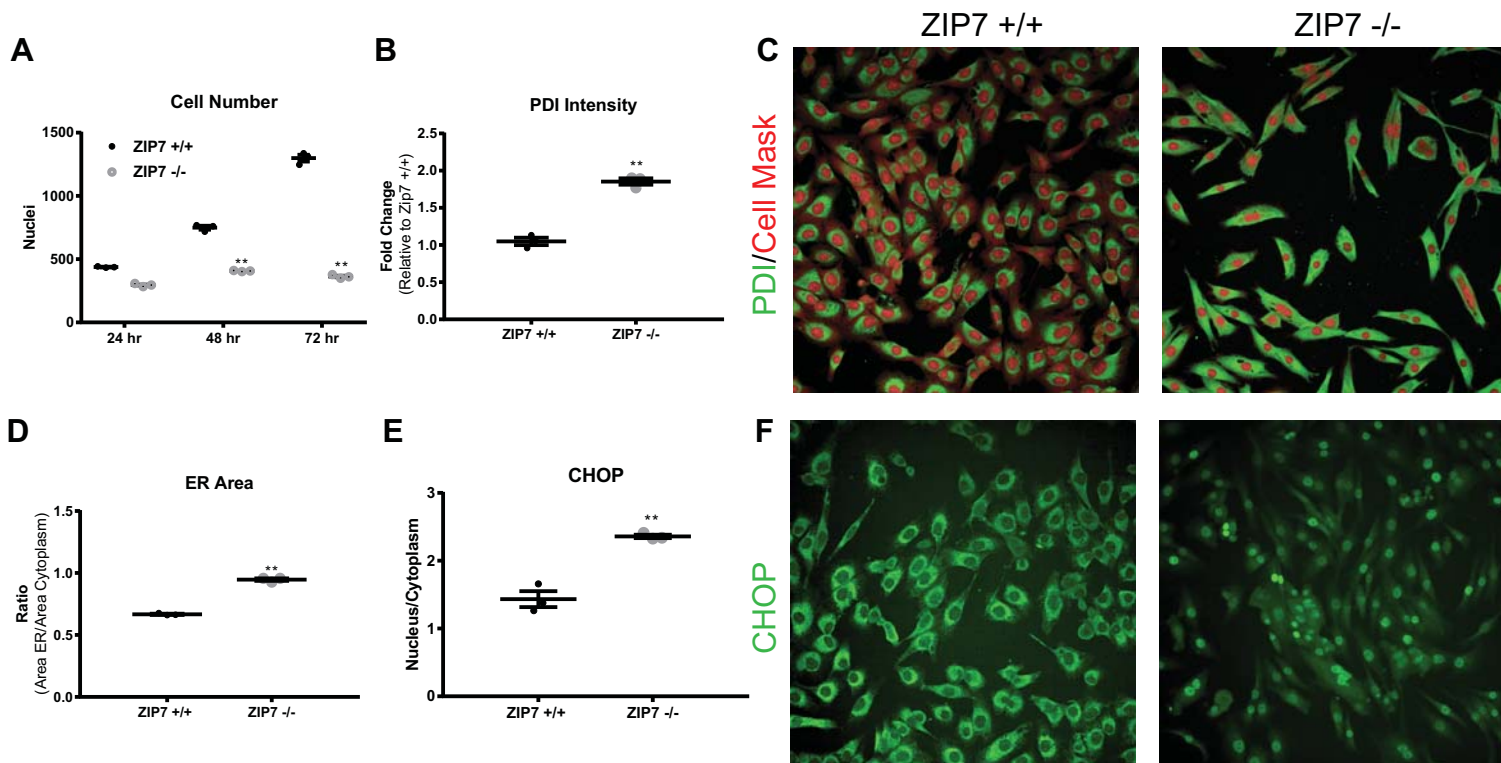 ZIP7 +/+
ZIP7 -/-
A
Cell Number
Nuclei
1500
1000
500
0
ZIP7 +/+
ZIP7 -/-
**
**
24 hr
48 hr
72 hr
B
PDI Intensity
Fold Change
(Relative to Zip7 +/+)
2.5
2.0
1.5
1.0
0.5
0.0
**
ZIP7 +/+
ZIP7 -/-
C
PDI/Cell Mask
D
ER Area
Ratio
(Area ER/Area Cytoplasm)
1.5
1.0
0.5
0.0
**
ZIP7 +/+
ZIP7 -/-
E
CHOP
Nucleus/Cytoplasm
3
2
1
0
**
ZIP7 +/+
ZIP7 -/-
F
CHOP